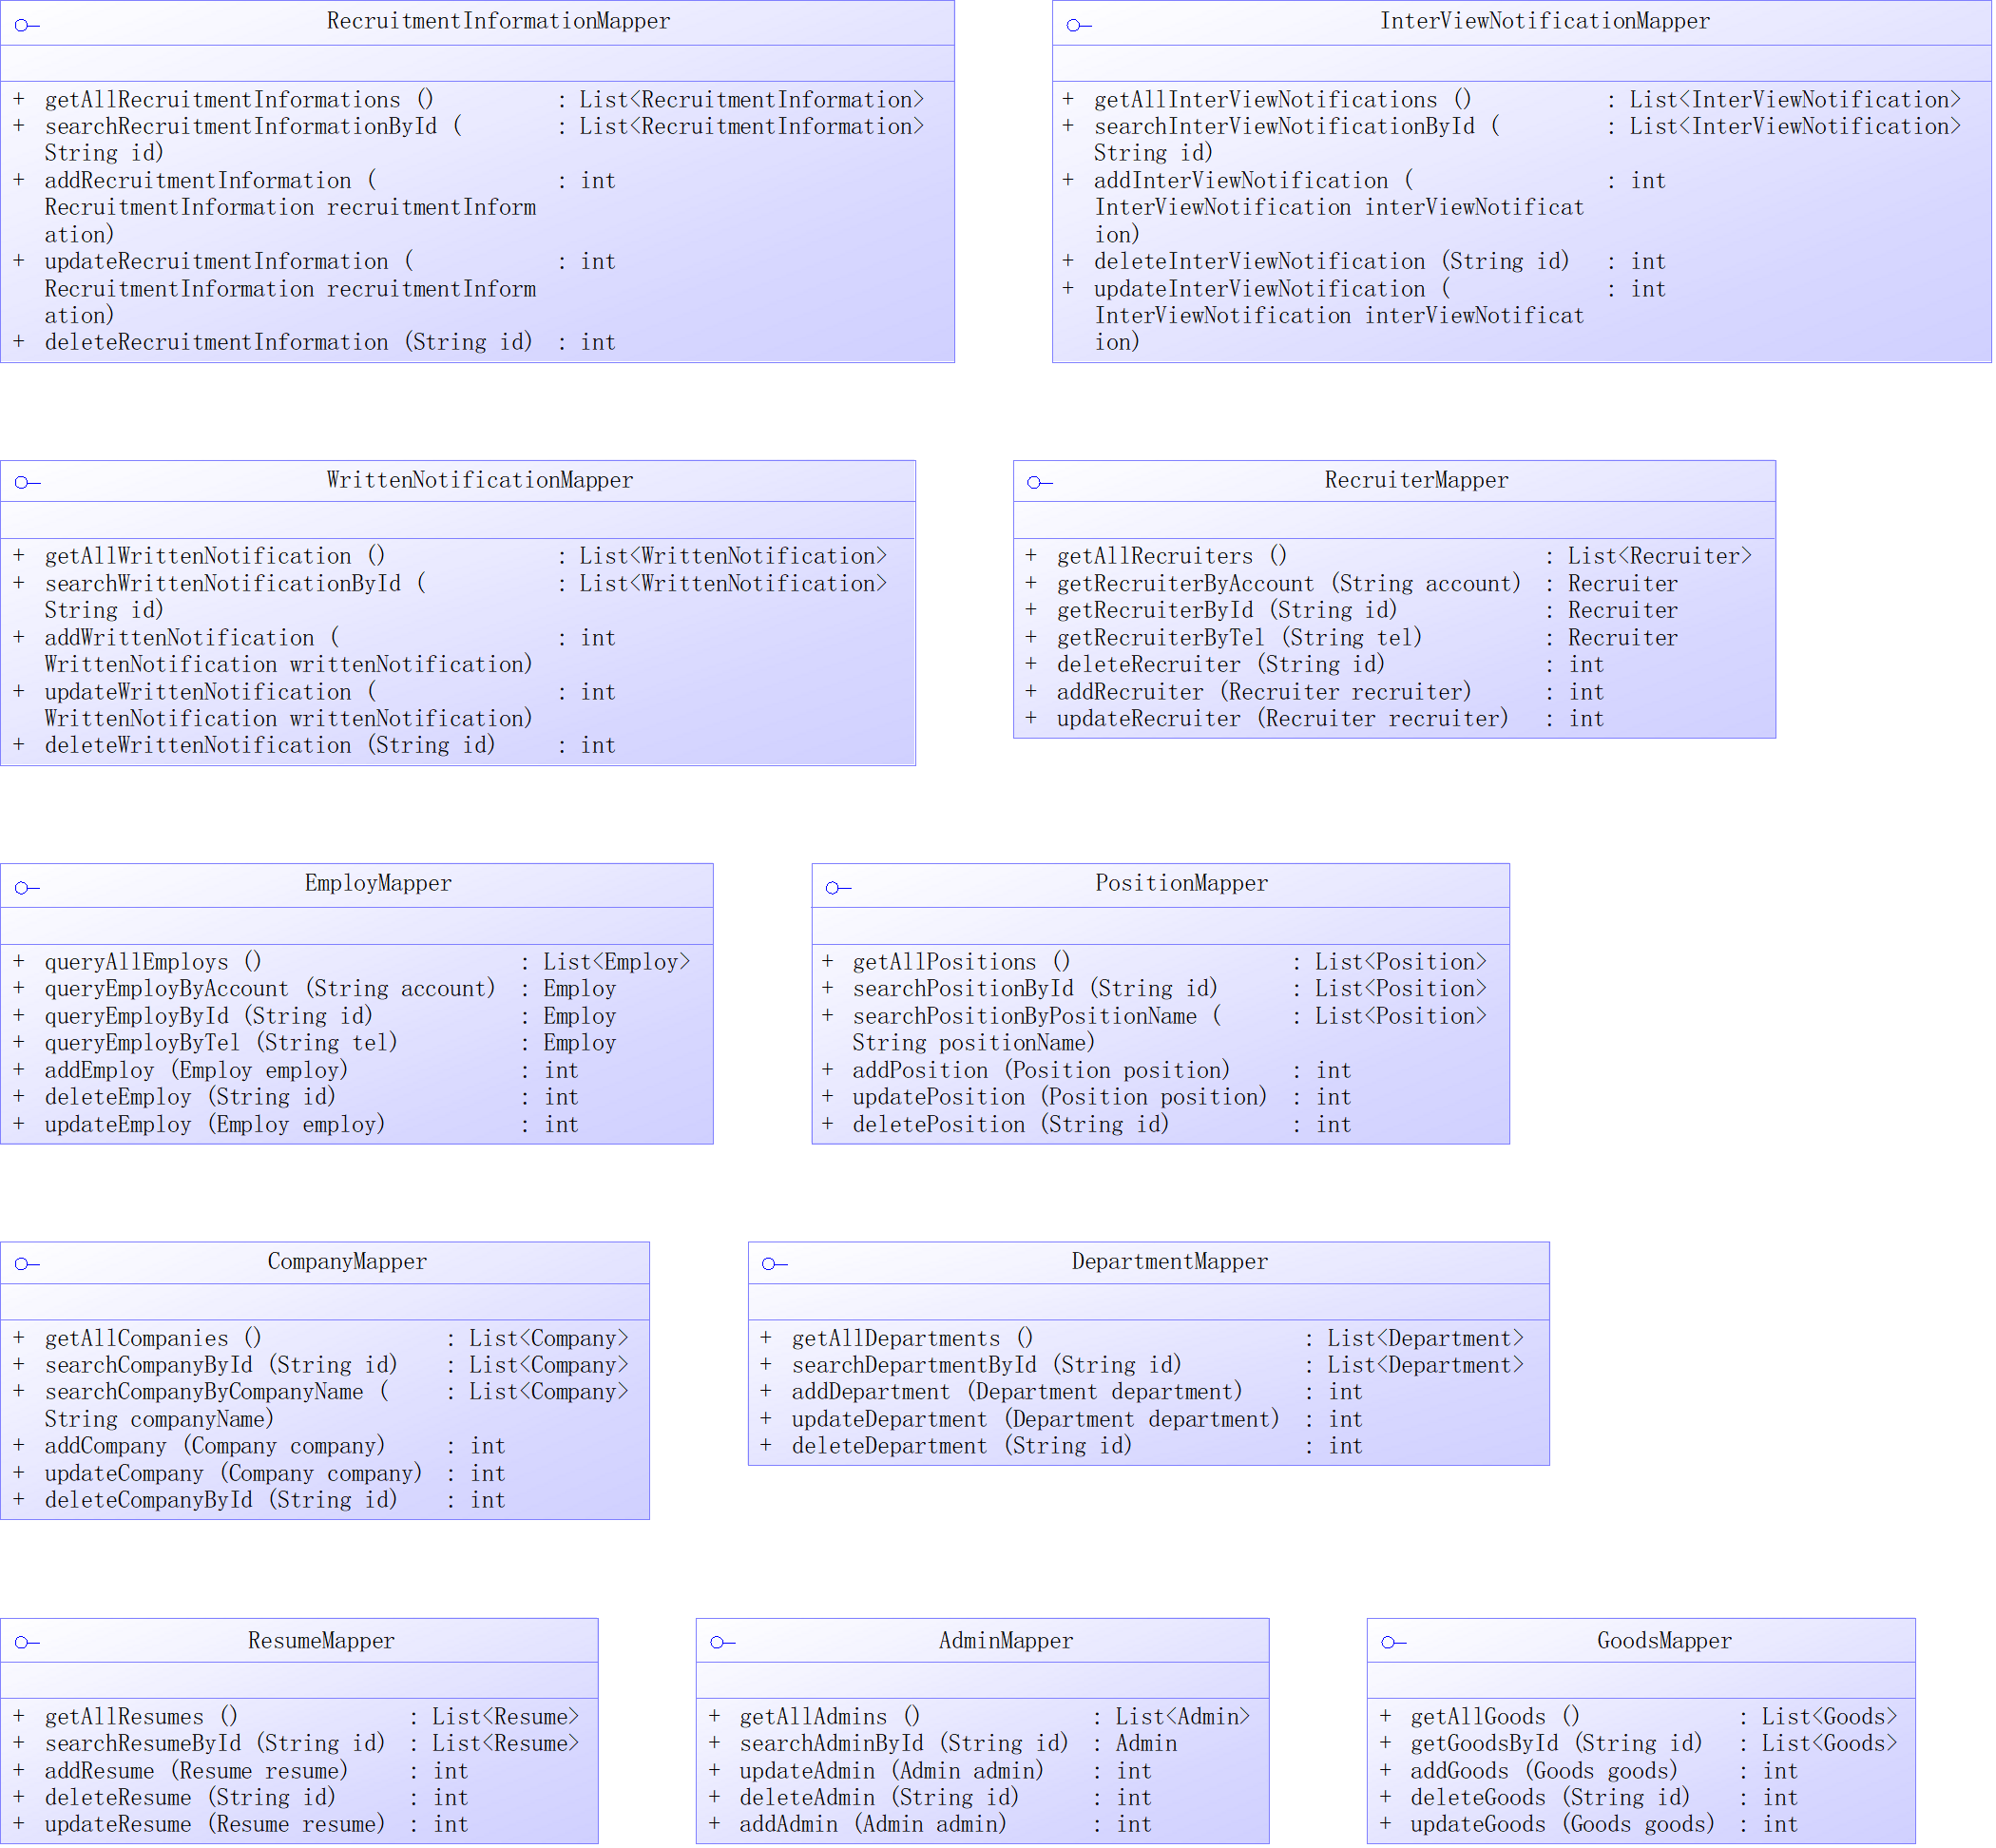 RecruitmentInformationMapper
+ getAllRecruitmentInformations () : List<RecruitmentInformation>
+ searchRecruitmentInformationById ( : List<RecruitmentInformation>
String id)
+ addRecruitmentInformation ( : int
RecruitmentInformation recruitmentInform
ation)
+ updateRecruitmentInformation ( : int
RecruitmentInformation recruitmentInform
ation)
+ deleteRecruitmentInformation (String id) : int
InterViewNotificationMapper
+ getAllInterViewNotifications () : List<InterViewNotification>
+ searchInterViewNotificationById ( : List<InterViewNotification>
String id)
+ addInterViewNotification ( : int
InterViewNotification interViewNotificat
ion)
+ deleteInterViewNotification (String id) : int
+ updateInterViewNotification ( : int
InterViewNotification interViewNotificat
ion)
WrittenNotificationMapper
+ getAllWrittenNotification () : List<WrittenNotification>
+ searchWrittenNotificationById ( : List<WrittenNotification>
String id)
+ addWrittenNotification ( : int
WrittenNotification writtenNotification)
+ updateWrittenNotification ( : int
WrittenNotification writtenNotification)
+ deleteWrittenNotification (String id) : int
RecruiterMapper
+ getAllRecruiters () : List<Recruiter>
+ getRecruiterByAccount (String account) : Recruiter
+ getRecruiterById (String id) : Recruiter
+ getRecruiterByTel (String tel) : Recruiter
+ deleteRecruiter (String id) : int
+ addRecruiter (Recruiter recruiter) : int
+ updateRecruiter (Recruiter recruiter) : int
EmployMapper
+ queryAllEmploys () : List<Employ>
+ queryEmployByAccount (String account) : Employ
+ queryEmployById (String id) : Employ
+ queryEmployByTel (String tel) : Employ
+ addEmploy (Employ employ) : int
+ deleteEmploy (String id) : int
+ updateEmploy (Employ employ) : int
PositionMapper
+ getAllPositions () : List<Position>
+ searchPositionById (String id) : List<Position>
+ searchPositionByPositionName ( : List<Position>
String positionName)
+ addPosition (Position position) : int
+ updatePosition (Position position) : int
+ deletePosition (String id) : int
CompanyMapper
+ getAllCompanies () : List<Company>
+ searchCompanyById (String id) : List<Company>
+ searchCompanyByCompanyName ( : List<Company>
String companyName)
+ addCompany (Company company) : int
+ updateCompany (Company company) : int
+ deleteCompanyById (String id) : int
DepartmentMapper
+ getAllDepartments () : List<Department>
+ searchDepartmentById (String id) : List<Department>
+ addDepartment (Department department) : int
+ updateDepartment (Department department) : int
+ deleteDepartment (String id) : int
ResumeMapper
+ getAllResumes () : List<Resume>
+ searchResumeById (String id) : List<Resume>
+ addResume (Resume resume) : int
+ deleteResume (String id) : int
+ updateResume (Resume resume) : int
AdminMapper
+ getAllAdmins () : List<Admin>
+ searchAdminById (String id) : Admin
+ updateAdmin (Admin admin) : int
+ deleteAdmin (String id) : int
+ addAdmin (Admin admin) : int
GoodsMapper
+ getAllGoods () : List<Goods>
+ getGoodsById (String id) : List<Goods>
+ addGoods (Goods goods) : int
+ deleteGoods (String id) : int
+ updateGoods (Goods goods) : int